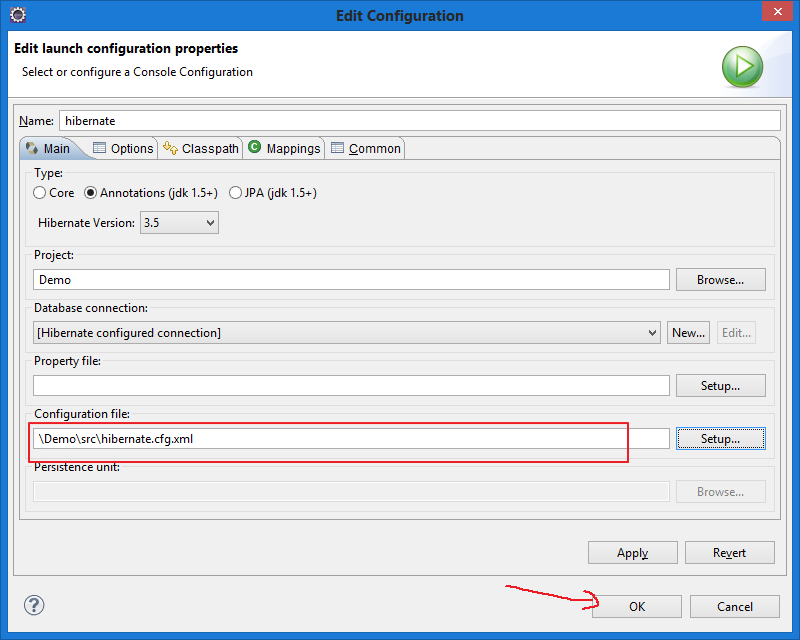 Edit Configuration
Edit launch configuration properties
Select or configure a Console Configuration
Name: hibernate
Main Options Classpath Mappings Common
Type:
Core Annotations (jdk 1.5+) JPA (jdk 1.5+)
Hibernate Version: 3.5
Project:
Demo Browse...
Database connection:
[Hibernate configured connection] New... Edit...
Property file:
Setup...
Configuration file:
\Demo\src\hibernate.cfg.xml Setup...
Persistence unit:
Browse...
Apply Revert
? OK Cancel